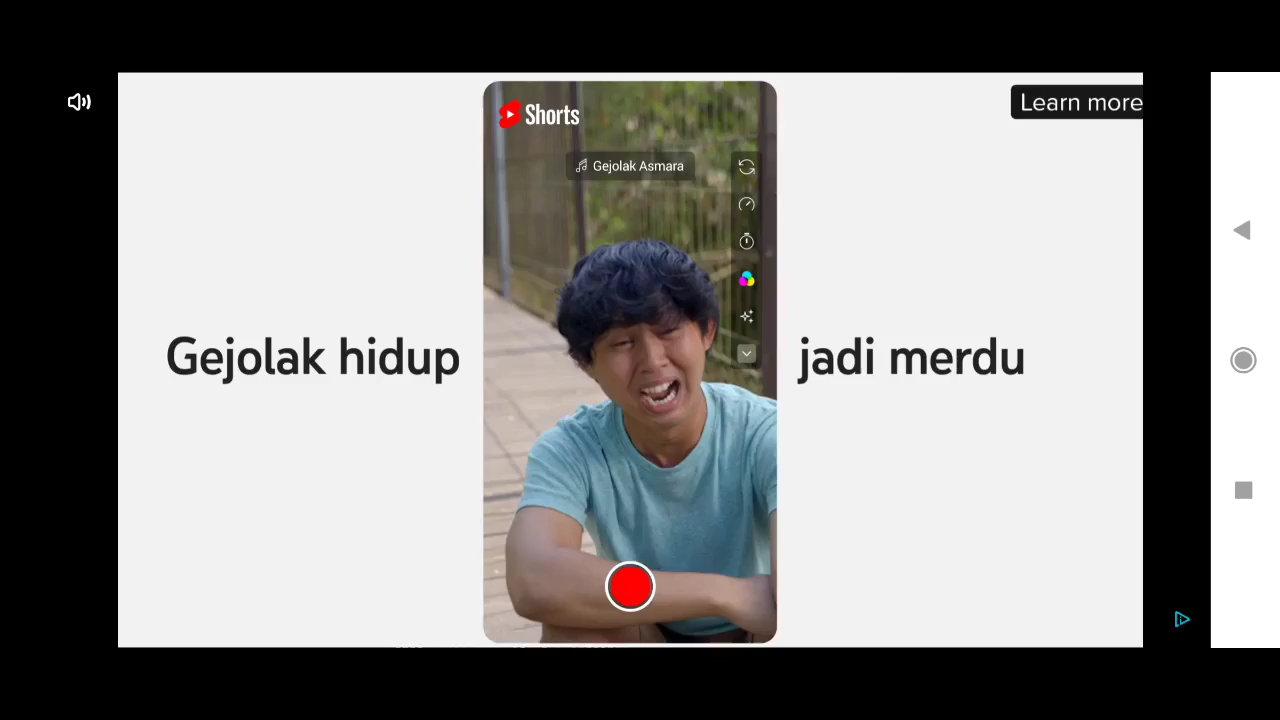 Learn more
Shorts
Gejolak Asmara
Gejolak hidup
jadi merdu